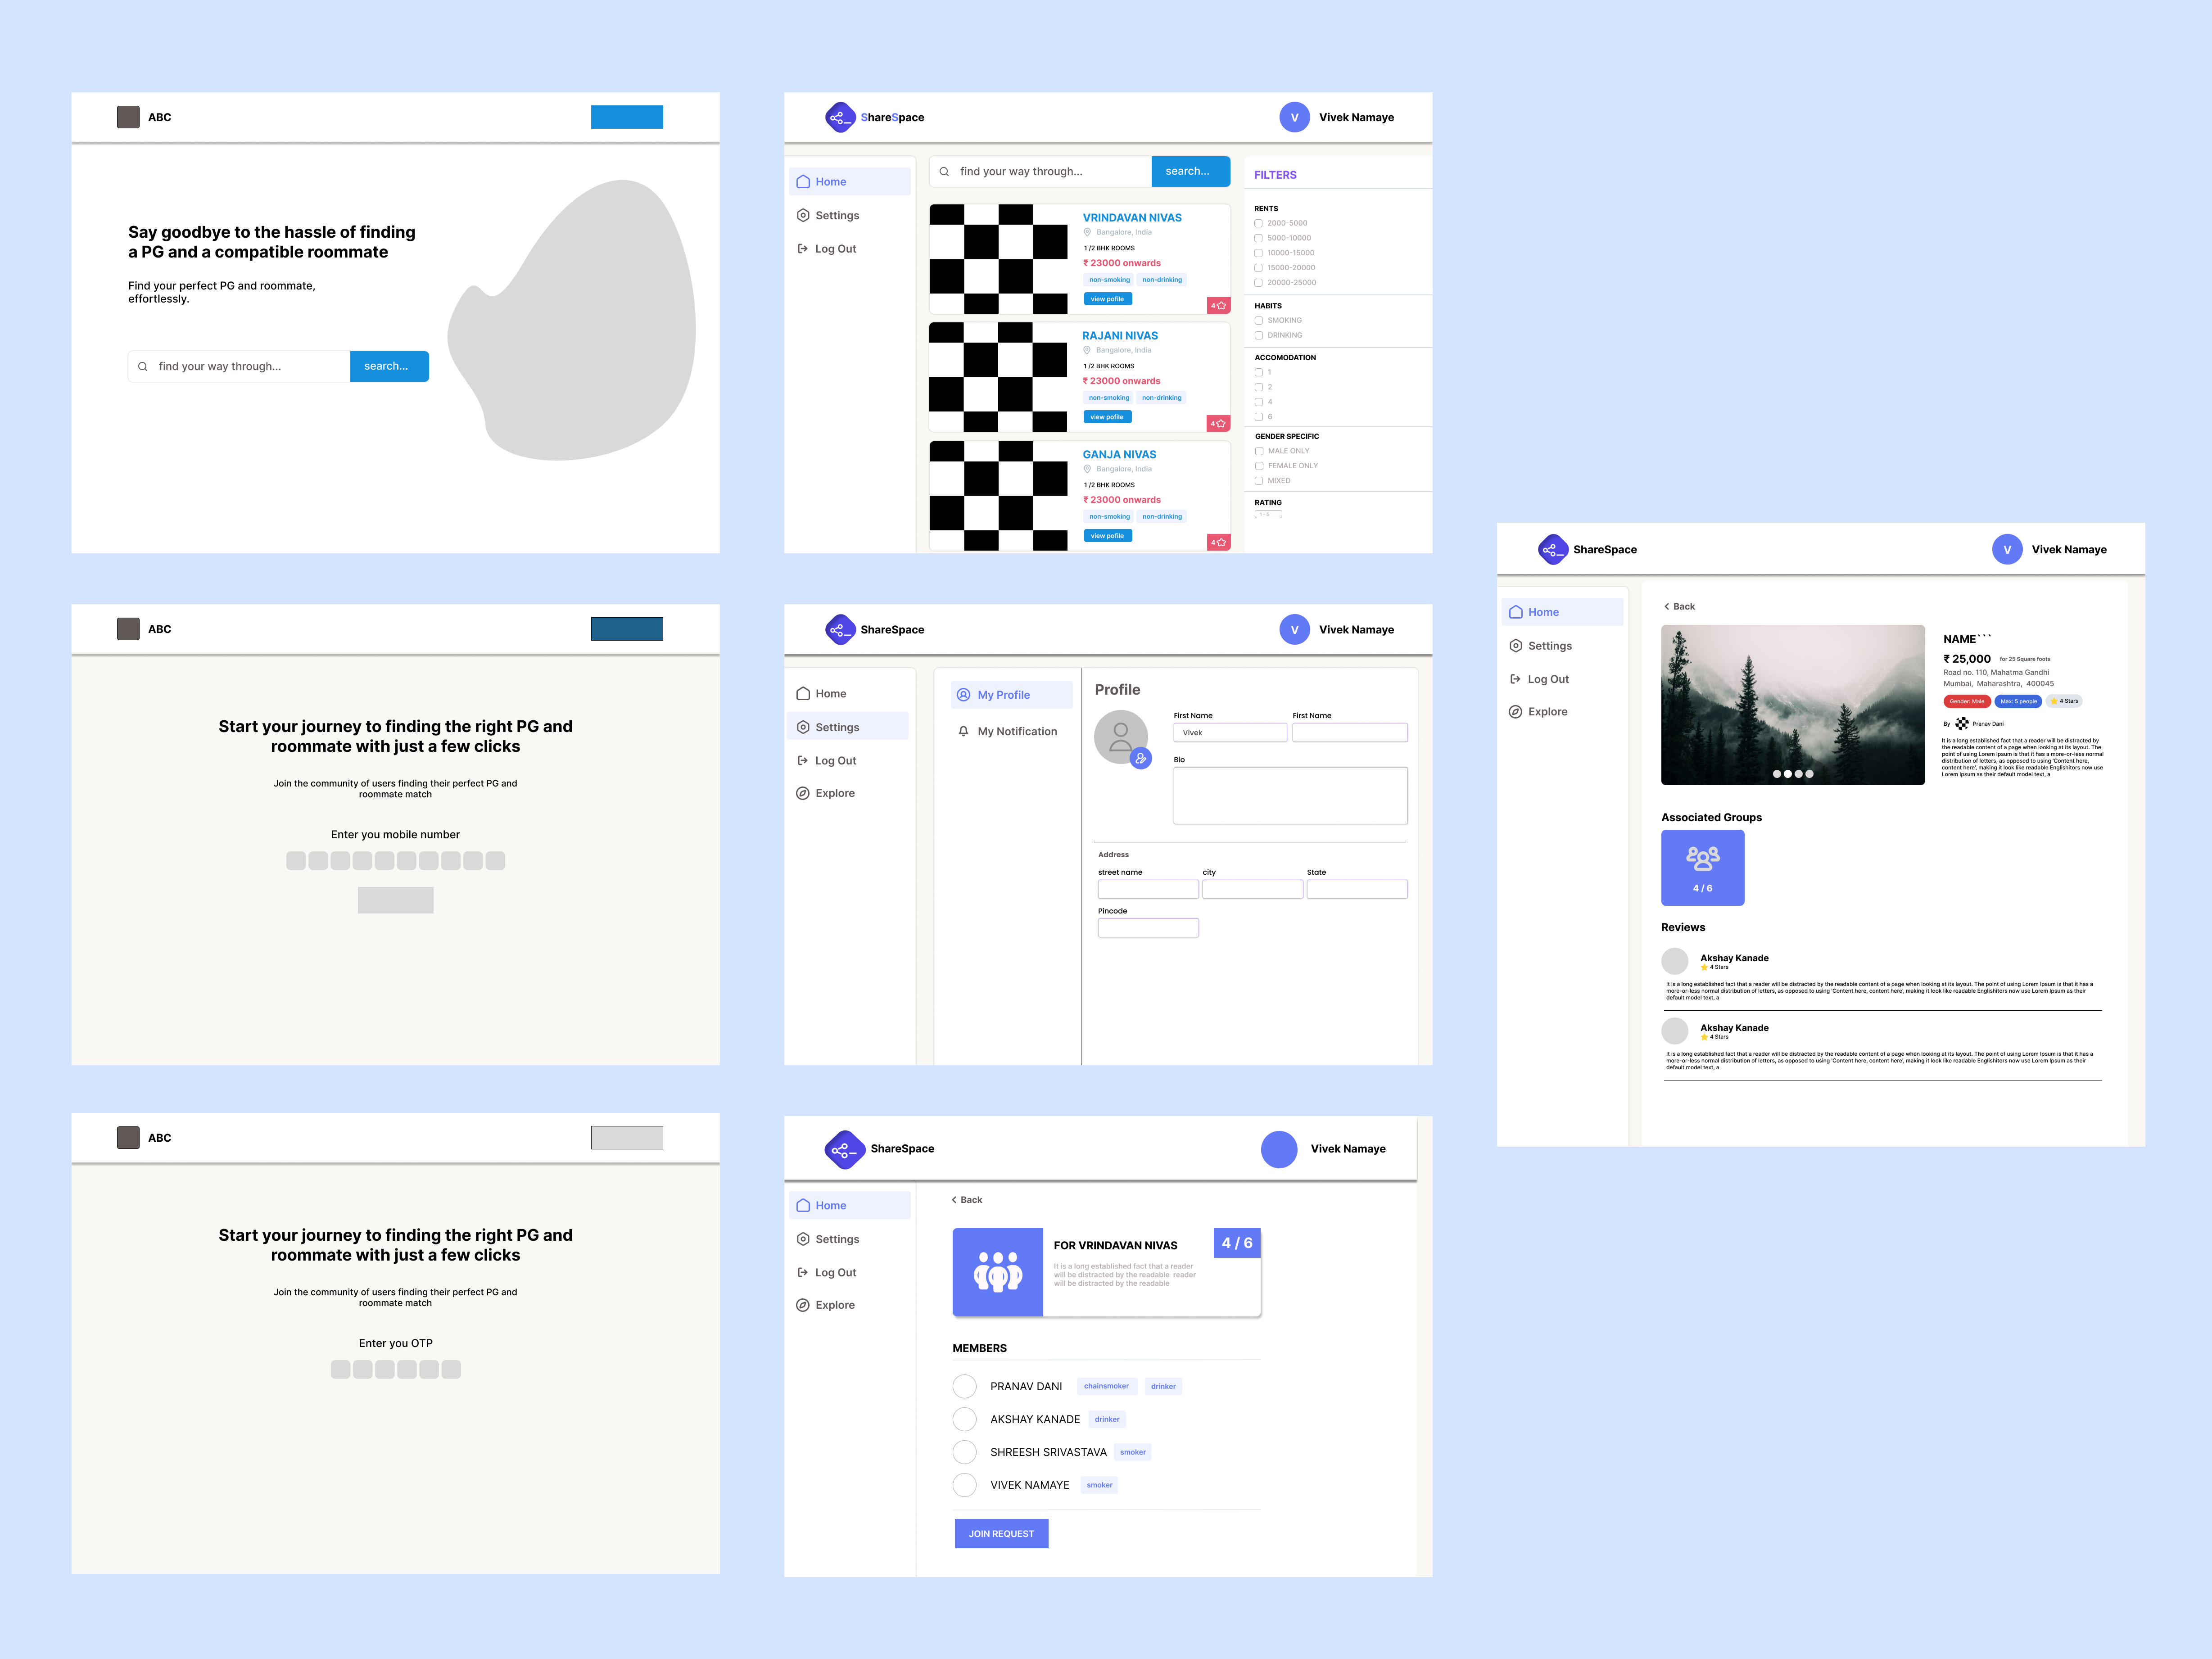 ABC
Say goodbye to the hassle of finding
a PG and a compatible roommate
Find your perfect PG and roommate,
effortlessly.
find your way through...
search...
ABC
Start your journey to finding the right PG and
roommate with just a few clicks
Join the community of users finding their perfect PG and
roommate match
Enter you mobile number
ABC
Start your journey to finding the right PG and
roommate with just a few clicks
Join the community of users finding their perfect PG and
roommate match
Enter you OTP
ShareSpace
V
Vivek Namaye
Home
Settings
Log Out
find your way through...
search...
VRINDAVAN NIVAS
Bangalore, India
1 /2 BHK ROOMS
₹ 23000 onwards
non-smoking
non-drinking
view pofile
4
RAJANI NIVAS
Bangalore, India
1 /2 BHK ROOMS
₹ 23000 onwards
non-smoking
non-drinking
view pofile
4
GANJA NIVAS
Bangalore, India
1 /2 BHK ROOMS
₹ 23000 onwards
non-smoking
non-drinking
view pofile
4
FILTERS
RENTS
2000-5000
5000-10000
10000-15000
15000-20000
20000-25000
HABITS
SMOKING
DRINKING
ACCOMODATION
1
2
4
6
GENDER SPECIFIC
MALE ONLY
FEMALE ONLY
MIXED
RATING
ShareSpace
V
Vivek Namaye
Home
Settings
Log Out
Explore
My Profile
My Notification
Profile
First Name
First Name
Vivek
Bio
Address
street name
city
State
Pincode
ShareSpace
Vivek Namaye
Home
Settings
Log Out
Explore
Back
FOR VRINDAVAN NIVAS
4 / 6
It is a long established fact that a reader
will be distracted by the readable reader
will be distracted by the readable
MEMBERS
PRANAV DANI
chainsmoker
drinker
AKSHAY KANADE
drinker
SHREESH SRIVASTAVA
smoker
VIVEK NAMAYE
smoker
JOIN REQUEST
ShareSpace
V
Vivek Namaye
Home
Settings
Log Out
Explore
Back
NAME```
₹ 25,000 for 25 Square foots
Road no. 110, Mahatma Gandhi
Mumbai, Maharashtra, 400045
Gender: Male
Max: 5 people
4 Stars
By
Pranav Dani
It is a long established fact that a reader will be distracted by
the readable content of a page when looking at its layout. The
point of using Lorem Ipsum is that it has a more-or-less normal
distribution of letters, as opposed to using 'Content here,
content here', making it look like readable Englishitors now use
Lorem Ipsum as their default model text, a
Associated Groups
4 / 6
Reviews
Akshay Kanade
4 Stars
It is a long established fact that a reader will be distracted by the readable content of a page when looking at its layout. The point of using Lorem Ipsum is that it has a
more-or-less normal distribution of letters, as opposed to using 'Content here, content here', making it look like readable Englishitors now use Lorem Ipsum as their
default model text, a
Akshay Kanade
4 Stars
It is a long established fact that a reader will be distracted by the readable content of a page when looking at its layout. The point of using Lorem Ipsum is that it has a
more-or-less normal distribution of letters, as opposed to using 'Content here, content here', making it look like readable Englishitors now use Lorem Ipsum as their
default model text, a